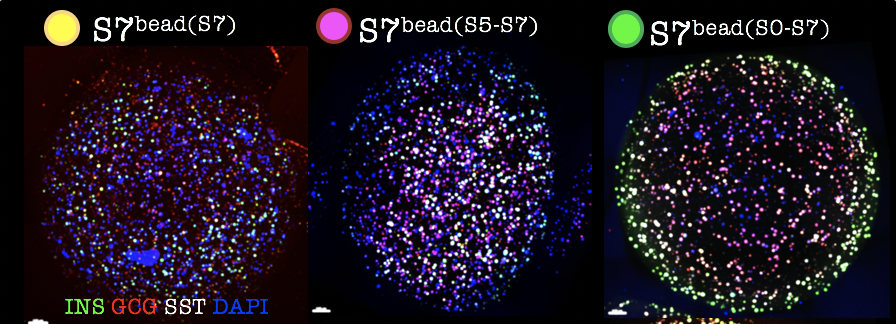 S7bead(S7)
S7bead(S5-S7)
S7bead(S0-S7)
INS GCG SST DAPI